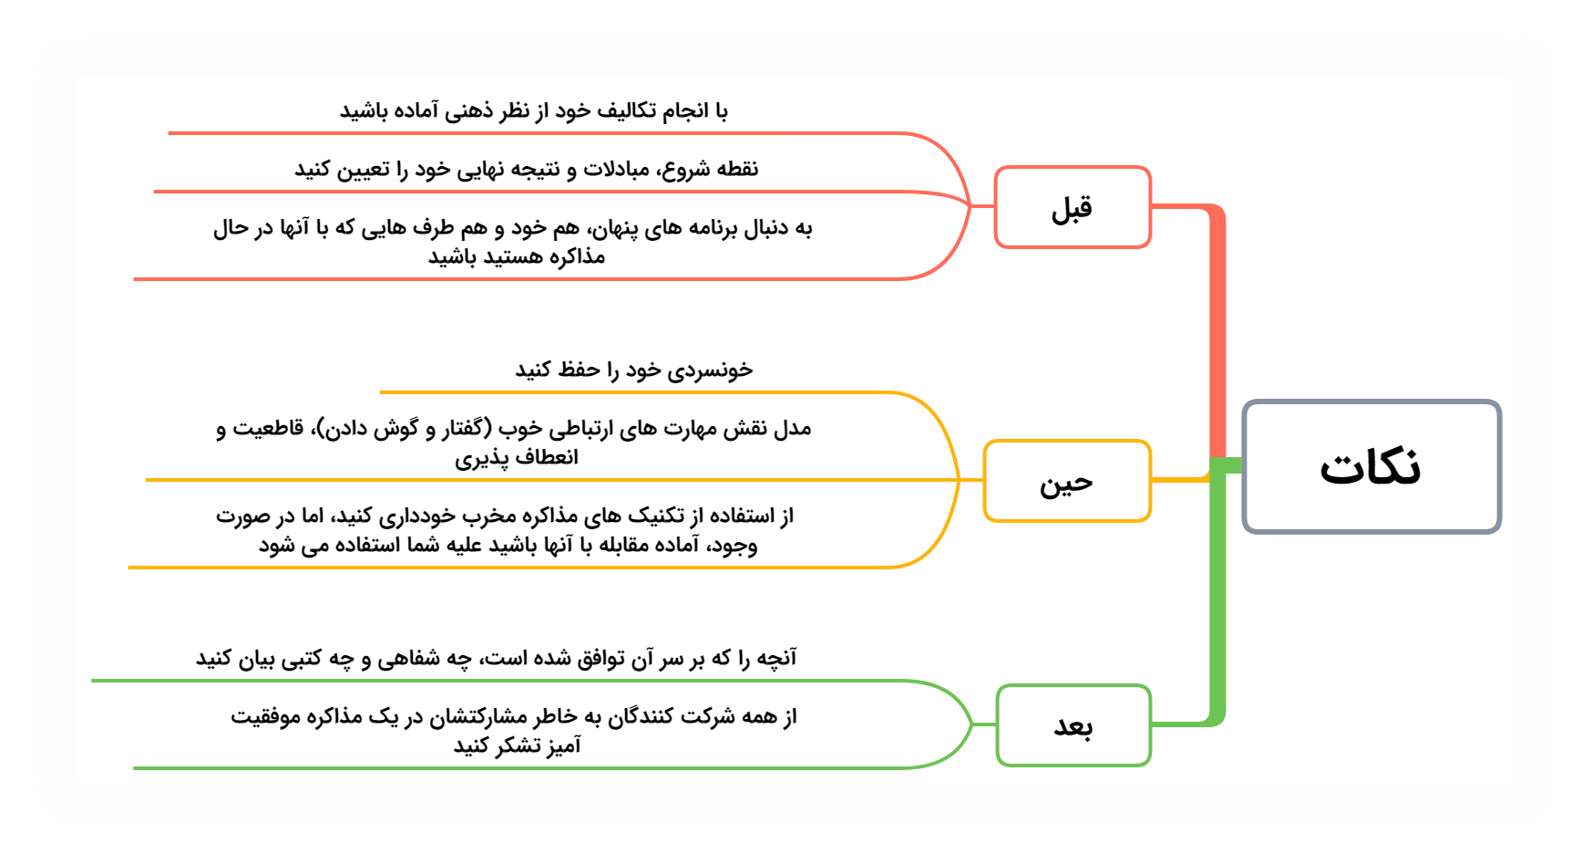 نکات
قبل
با انجام تکالیف خود از نظر ذهنی آماده باشید
نقطه شروع، مبادلات و نتیجه نهایی خود را تعیین کنید
به دنبال برنامه های پنهان، هم خود و هم طرف هایی که با آنها در حال
مذاکره هستید باشید
حین
خونسردی خود را حفظ کنید
مدل نقش مهارت های ارتباطی خوب (گفتار و گوش دادن)، قاطعیت و
انعطاف پذیری
از استفاده از تکنیک های مذاکره مخرب خودداری کنید، اما در صورت
وجود، آماده مقابله با آنها باشید علیه شما استفاده می شود
بعد
آنچه را که بر سر آن توافق شده است، چه شفاهی و چه کتبی بیان کنید
از همه شرکت کنندگان به خاطر مشارکتشان در یک مذاکره موفقیت
آمیز تشکر کنید